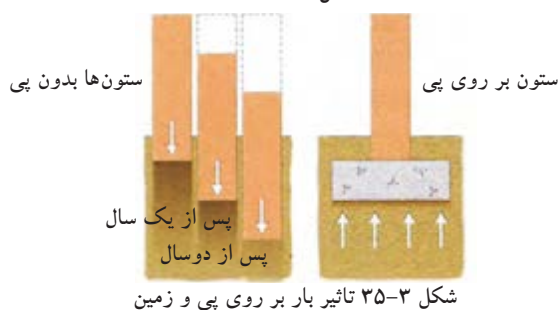 ستون بر روی پی
ستون‌ها بدون پی
پس از یک سال
پس از دوسال
شکل ۳-۳۵ تاثیر بار بر روی پی و زمین